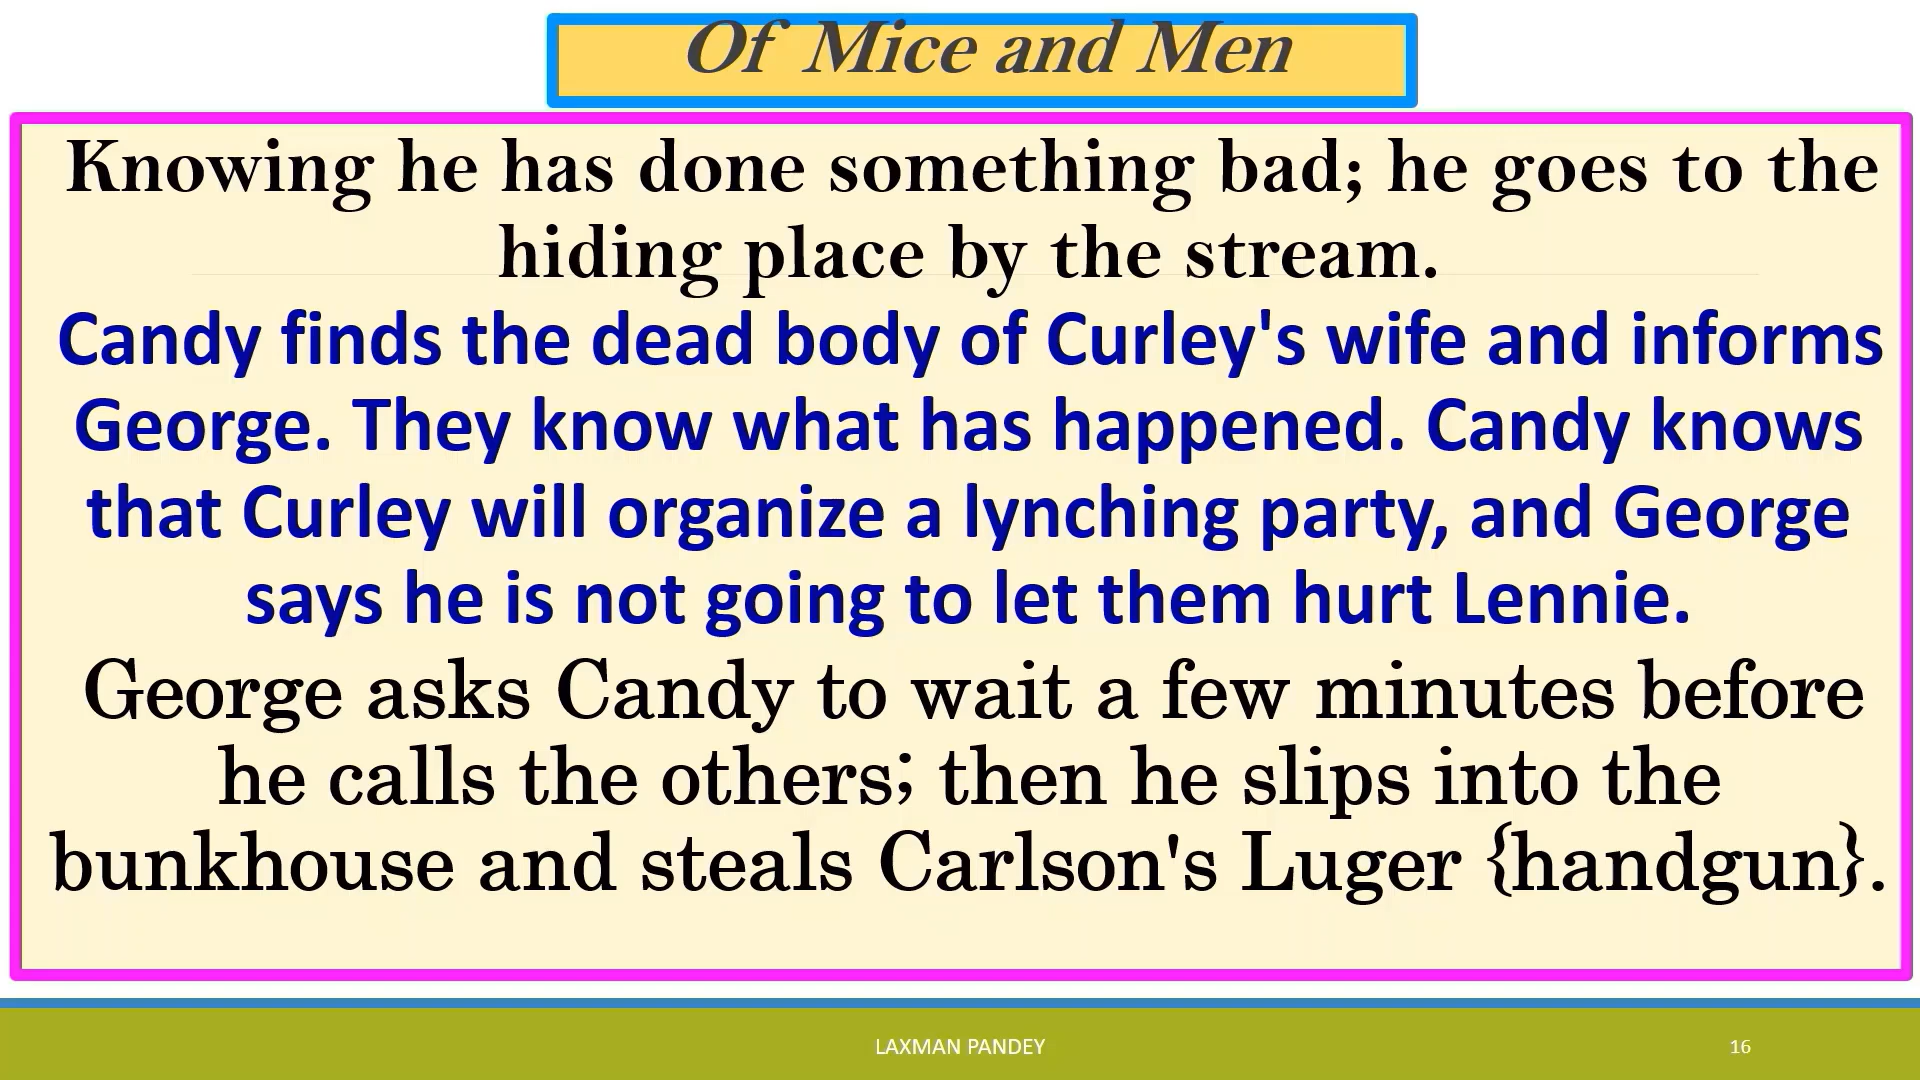 Of Mice and Men
Knowing he has done something bad; he goes to the
hiding place by the stream.
Candy finds the dead body of Curley's wife and informs
George. They know what has happened. Candy knows
that Curley will organize a lynching party, and George
says he is not going to let them hurt Lennie.
George asks Candy to wait a few minutes before
he calls the others; then he slips into the
bunkhouse and steals Carlson's Luger {handgun}.
LAXMAN PANDEY
16